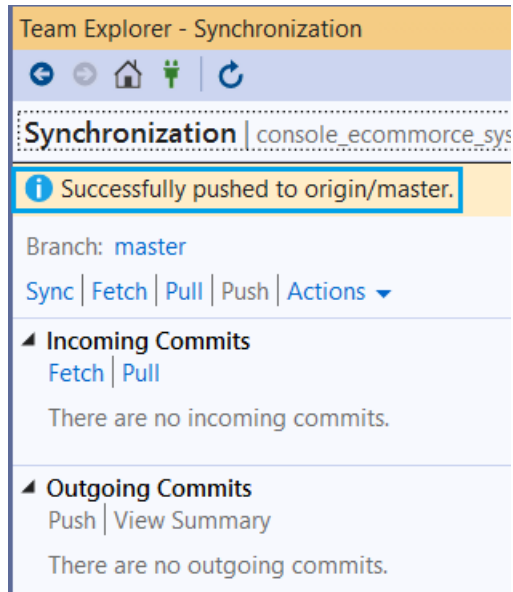 Team Explorer - Synchronization
Synchronization | console_ecommorce_sys
Successfully pushed to origin/master.
Branch: master
Sync | Fetch | Pull | Push | Actions
Incoming Commits
Fetch | Pull
There are no incoming commits.
Outgoing Commits
Push | View Summary
There are no outgoing commits.